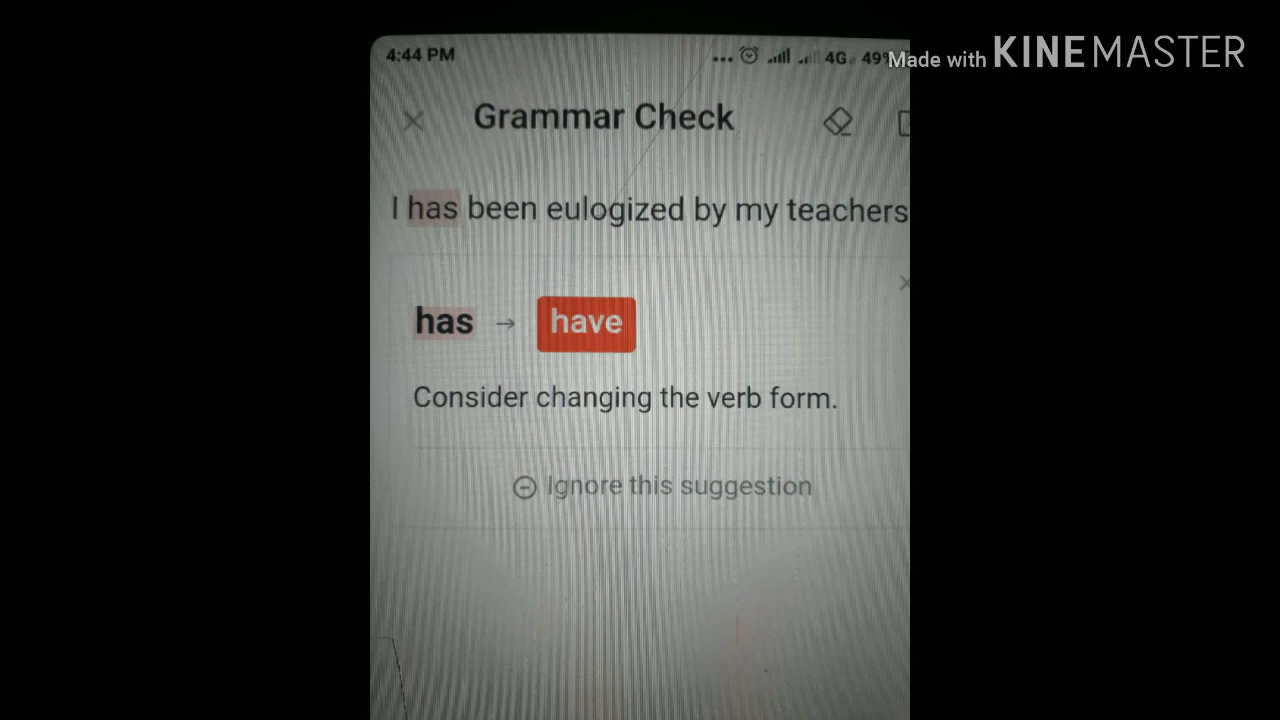 4:44 PM ... 4G 49%
Made with KINEMASTER
Grammar Check
I has been eulogized by my teachers
has → have
Consider changing the verb form.
Ignore this suggestion